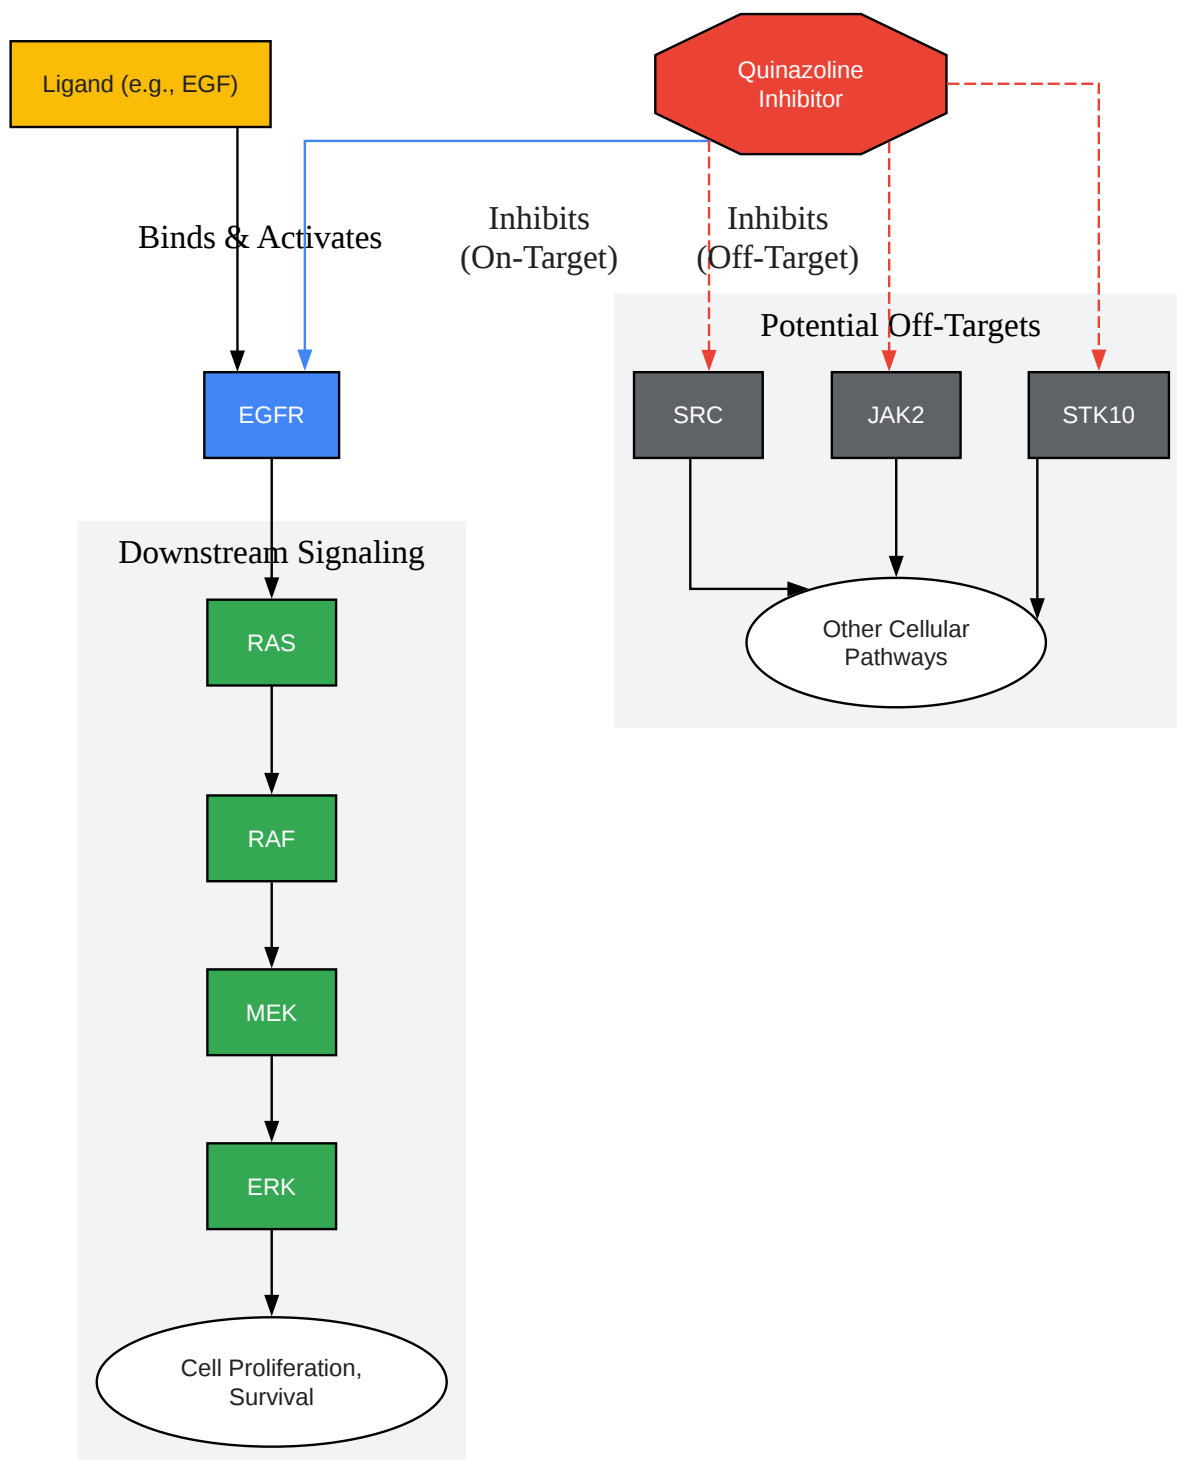 Ligand (e.g., EGF)
Quinazoline
Inhibitor
Binds & Activates
Inhibits
(On-Target)
Inhibits
(Off-Target)
Potential Off-Targets
EGFR
SRC
JAK2
STK10
Downstream Signaling
RAS
Other Cellular
Pathways
RAF
MEK
ERK
Cell Proliferation,
Survival